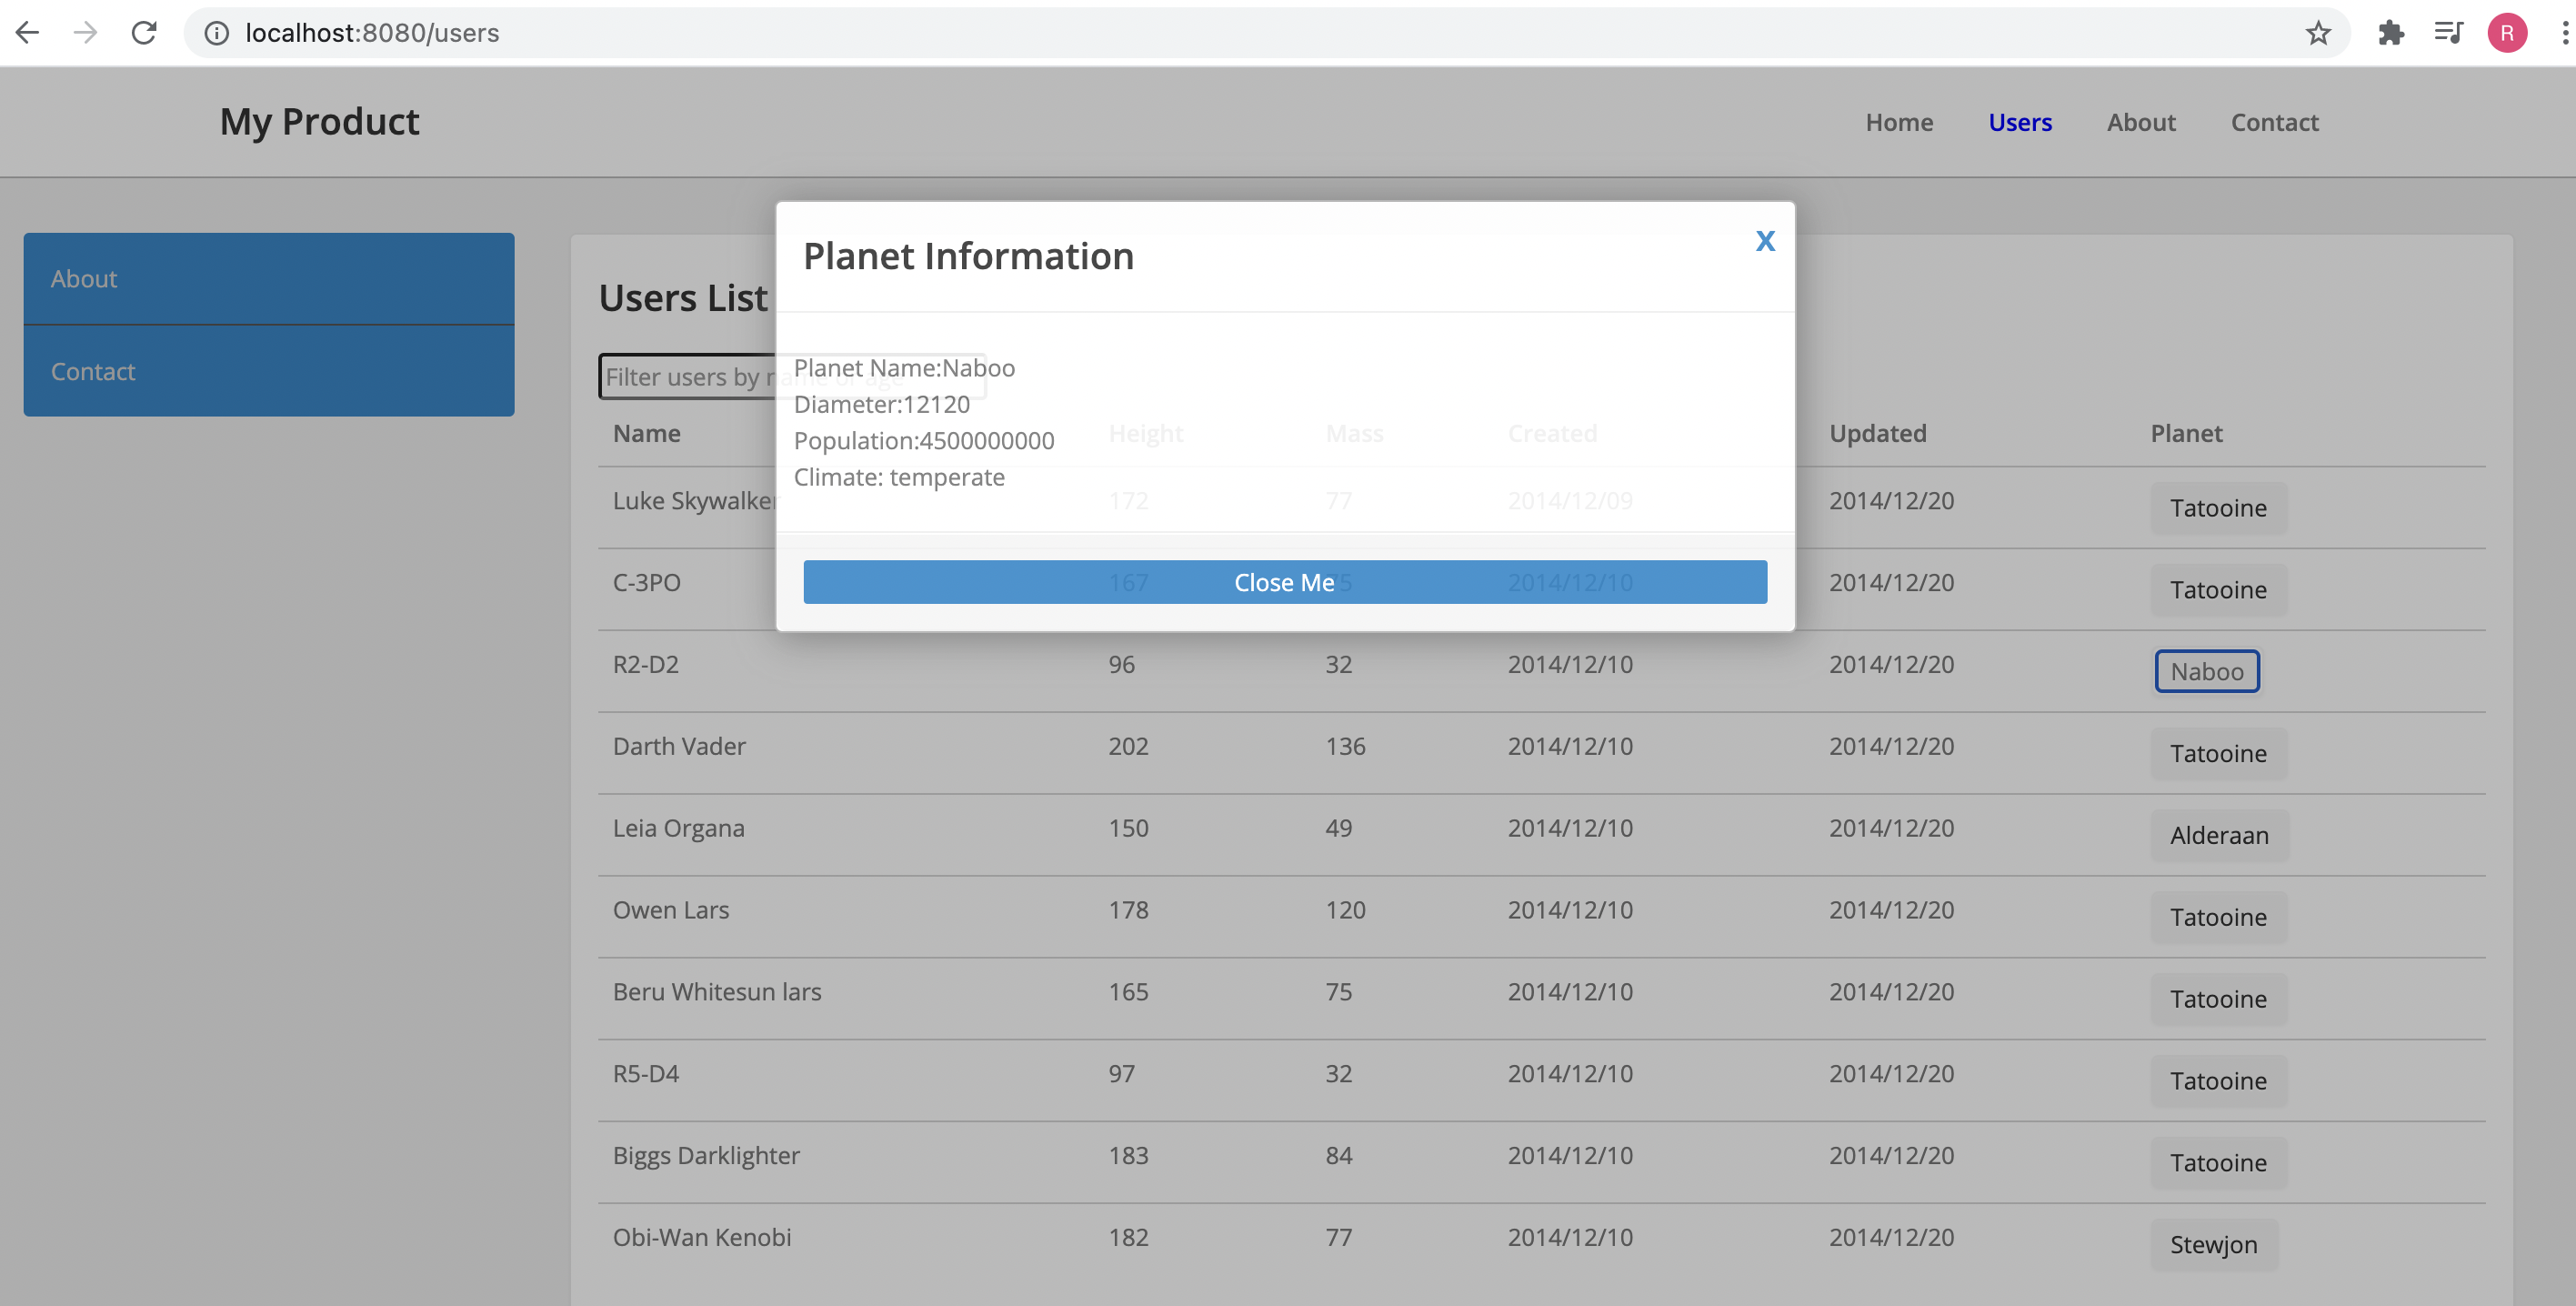 localhost:8080/users
R
My Product
Home Users About Contact
About
Contact
Planet Information
X
Users List
Filter users by name or age
Planet Name:Naboo
Diameter:12120
Population:4500000000
Climate: temperate
Close Me
Name Height Mass Created Updated Planet
Luke Skywalker 172 77 2014/12/09 2014/12/20 Tatooine
C-3PO 167 75 2014/12/10 2014/12/20 Tatooine
R2-D2 96 32 2014/12/10 2014/12/20 Naboo
Darth Vader 202 136 2014/12/10 2014/12/20 Tatooine
Leia Organa 150 49 2014/12/10 2014/12/20 Alderaan
Owen Lars 178 120 2014/12/10 2014/12/20 Tatooine
Beru Whitesun lars 165 75 2014/12/10 2014/12/20 Tatooine
R5-D4 97 32 2014/12/10 2014/12/20 Tatooine
Biggs Darklighter 183 84 2014/12/10 2014/12/20 Tatooine
Obi-Wan Kenobi 182 77 2014/12/10 2014/12/20 Stewjon